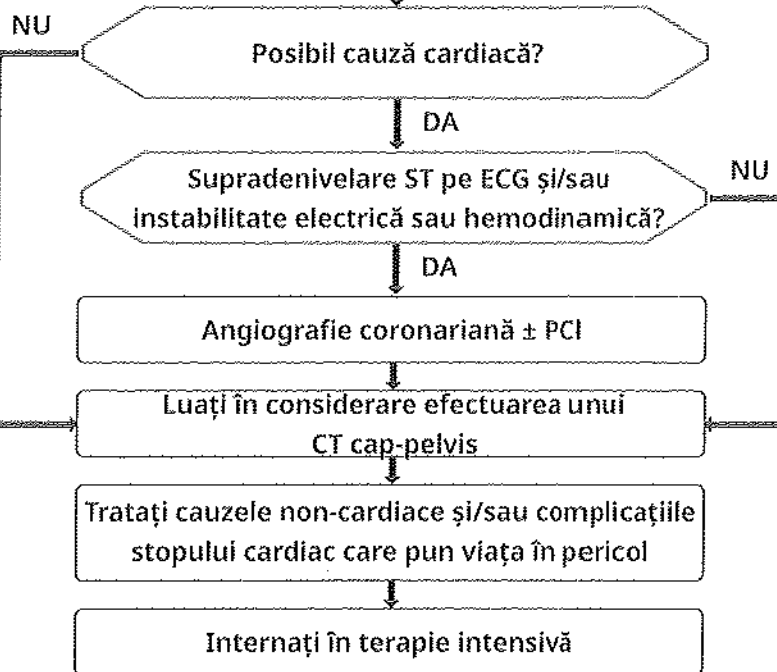 NU
Posibil cauză cardiacă?
DA
Supradenivelare ST pe ECG și/sau
instabilitate electrică sau hemodinamică?
NU
DA
Angiografie coronariană ± PCI
Luați în considerare efectuarea unui
CT cap-pelvis
Tratați cauzele non-cardiace și/sau complicațiile
stopului cardiac care pun viața în pericol
Internați în terapie intensivă